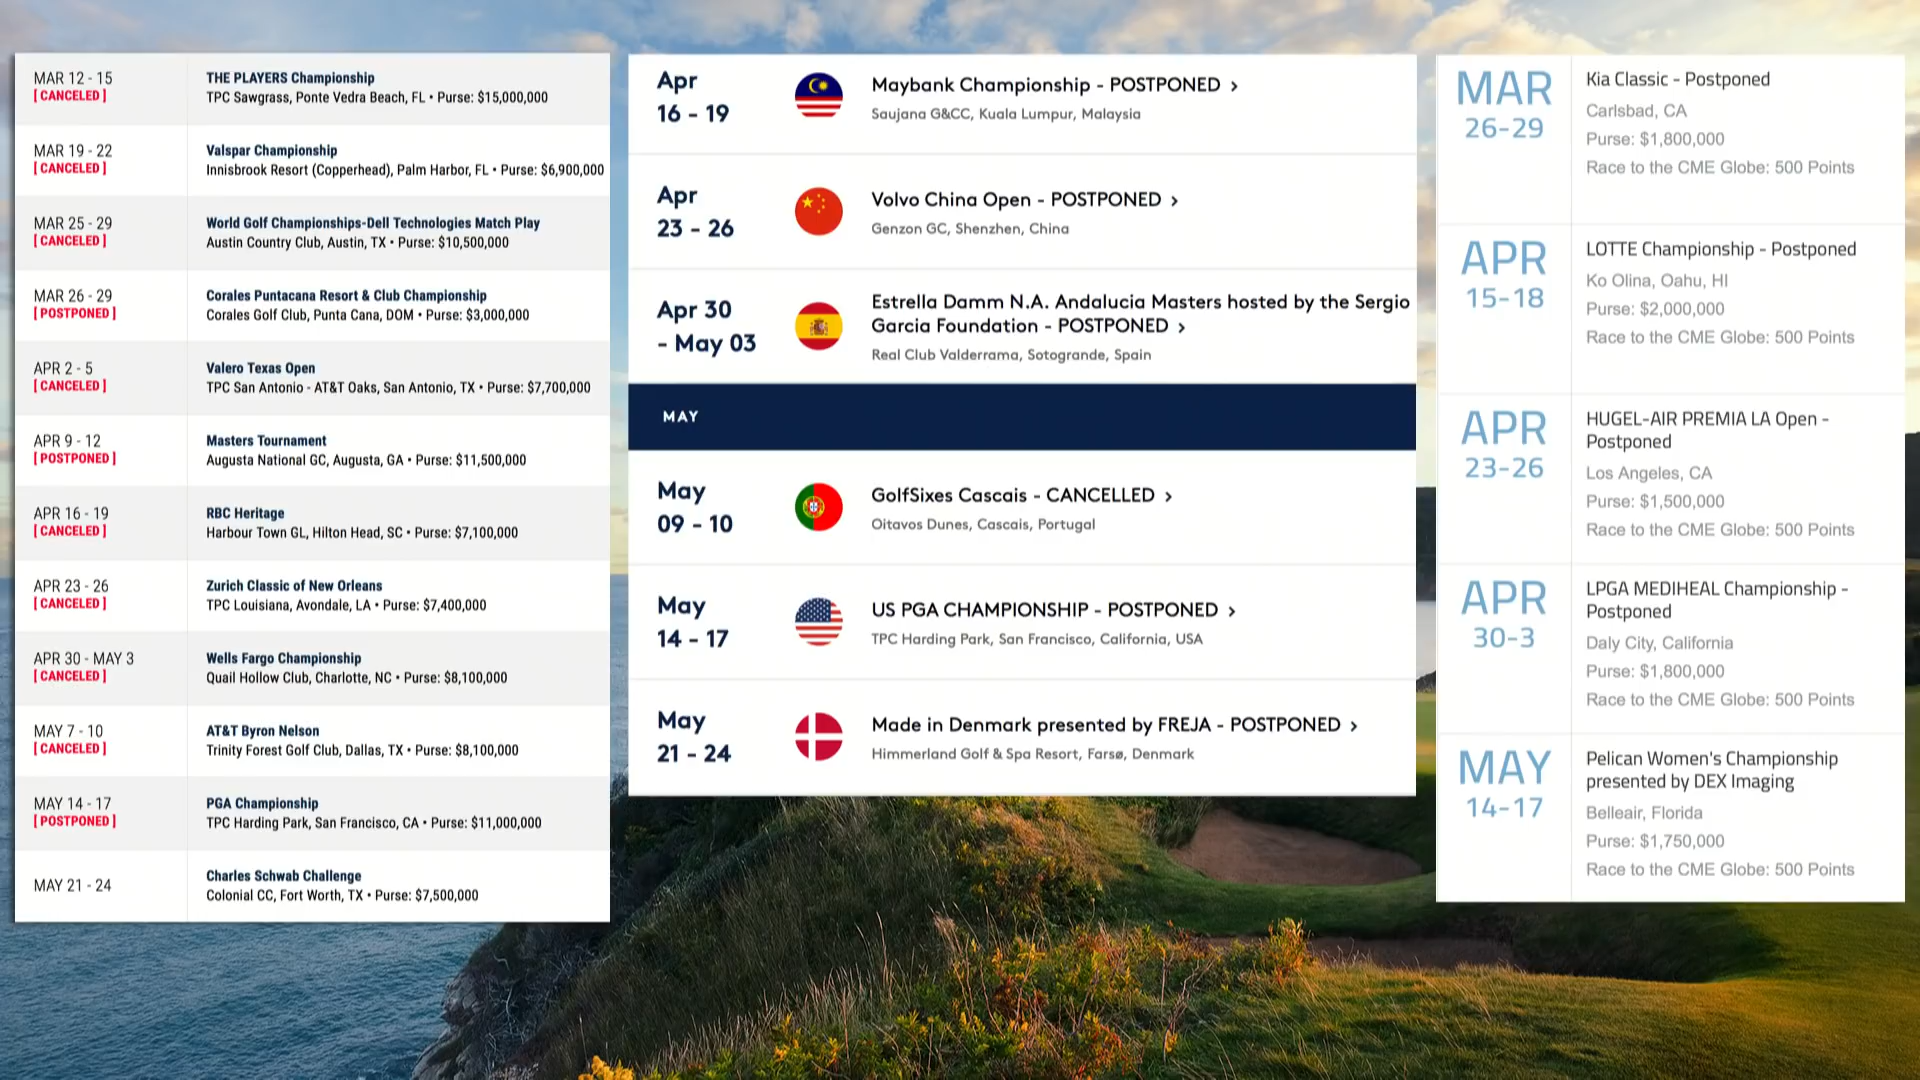 MAR 12 - 15
[ CANCELED ]
THE PLAYERS Championship
TPC Sawgrass, Ponte Vedra Beach, FL • Purse: $15,000,000
MAR 19 - 22
[ CANCELED ]
Valspar Championship
Innisbrook Resort (Copperhead), Palm Harbor, FL • Purse: $6,900,000
MAR 25 - 29
[ CANCELED ]
World Golf Championships-Dell Technologies Match Play
Austin Country Club, Austin, TX • Purse: $10,500,000
MAR 26 - 29
[ POSTPONED ]
Corales Puntacana Resort & Club Championship
Corales Golf Club, Punta Cana, DOM • Purse: $3,000,000
APR 2 - 5
[ CANCELED ]
Valero Texas Open
TPC San Antonio - AT&T Oaks, San Antonio, TX • Purse: $7,700,000
APR 9 - 12
[ POSTPONED ]
Masters Tournament
Augusta National GC, Augusta, GA • Purse: $11,500,000
APR 16 - 19
[ CANCELED ]
RBC Heritage
Harbour Town GL, Hilton Head, SC • Purse: $7,100,000
APR 23 - 26
[ CANCELED ]
Zurich Classic of New Orleans
TPC Louisiana, Avondale, LA • Purse: $7,400,000
APR 30 - MAY 3
[ CANCELED ]
Wells Fargo Championship
Quail Hollow Club, Charlotte, NC • Purse: $8,100,000
MAY 7 - 10
[ CANCELED ]
AT&T Byron Nelson
Trinity Forest Golf Club, Dallas, TX • Purse: $8,100,000
MAY 14 - 17
[ POSTPONED ]
PGA Championship
TPC Harding Park, San Francisco, CA • Purse: $11,000,000
MAY 21 - 24
Charles Schwab Challenge
Colonial CC, Fort Worth, TX • Purse: $7,500,000
Apr
16 - 19
Maybank Championship - POSTPONED >
Saujana G&CC, Kuala Lumpur, Malaysia
Apr
23 - 26
Volvo China Open - POSTPONED >
Genzon GC, Shenzhen, China
Apr 30
- May 03
Estrella Damm N.A. Andalucia Masters hosted by the Sergio
Garcia Foundation - POSTPONED >
Real Club Valderrama, Sotogrande, Spain
MAY
May
09 - 10
GolfSixes Cascais - CANCELLED >
Oitavos Dunes, Cascais, Portugal
May
14 - 17
US PGA CHAMPIONSHIP - POSTPONED >
TPC Harding Park, San Francisco, California, USA
May
21 - 24
Made in Denmark presented by FREJA - POSTPONED >
Himmerland Golf & Spa Resort, Farsø, Denmark
MAR
26-29
Kia Classic - Postponed
Carlsbad, CA
Purse: $1,800,000
Race to the CME Globe: 500 Points
APR
15-18
LOTTE Championship - Postponed
Ko Olina, Oahu, HI
Purse: $2,000,000
Race to the CME Globe: 500 Points
APR
23-26
HUGEL-AIR PREMIA LA Open -
Postponed
Los Angeles, CA
Purse: $1,500,000
Race to the CME Globe: 500 Points
APR
30-3
LPGA MEDIHEAL Championship -
Postponed
Daly City, California
Purse: $1,800,000
Race to the CME Globe: 500 Points
MAY
14-17
Pelican Women's Championship
presented by DEX Imaging
Belleair, Florida
Purse: $1,750,000
Race to the CME Globe: 500 Points